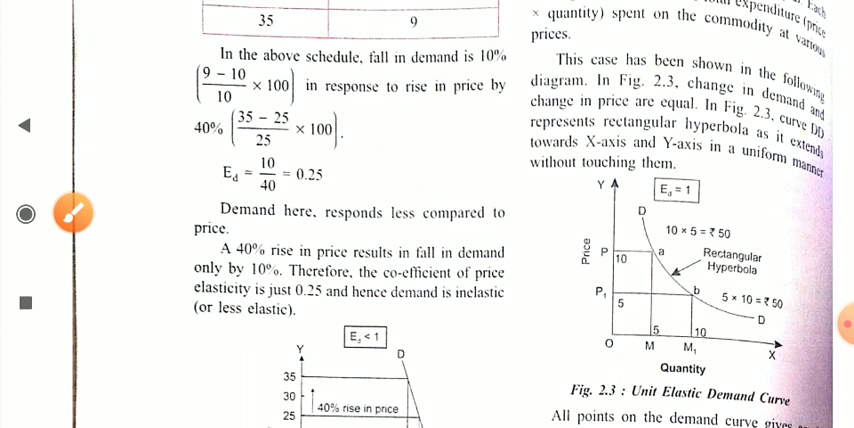 35 9
In the above schedule, fall in demand is 10%
(9 − 10 / 10 × 100) in response to rise in price by
40% (35 − 25 / 25 × 100).
E_d = 10 / 40 = 0.25
Demand here, responds less compared to
price.
A 40% rise in price results in fall in demand
only by 10%. Therefore, the co-efficient of price
elasticity is just 0.25 and hence demand is inelastic
(or less elastic).
E_d < 1
Y
D
35
30
25
40% rise in price
Each
expenditure (price
× quantity) spent on the commodity at various
prices.
This case has been shown in the following
diagram. In Fig. 2.3, change in demand and
change in price are equal. In Fig. 2.3, curve DD
represents rectangular hyperbola as it extends
towards X-axis and Y-axis in a uniform manner
without touching them.
Y
E_d = 1
D
10 × 5 = ₹ 50
Price
P
10
a
Rectangular
Hyperbola
P₁
5
b
5 × 10 = ₹ 50
D
5
10
O M M₁ X
Quantity
Fig. 2.3 : Unit Elastic Demand Curve
All points on the demand curve gives